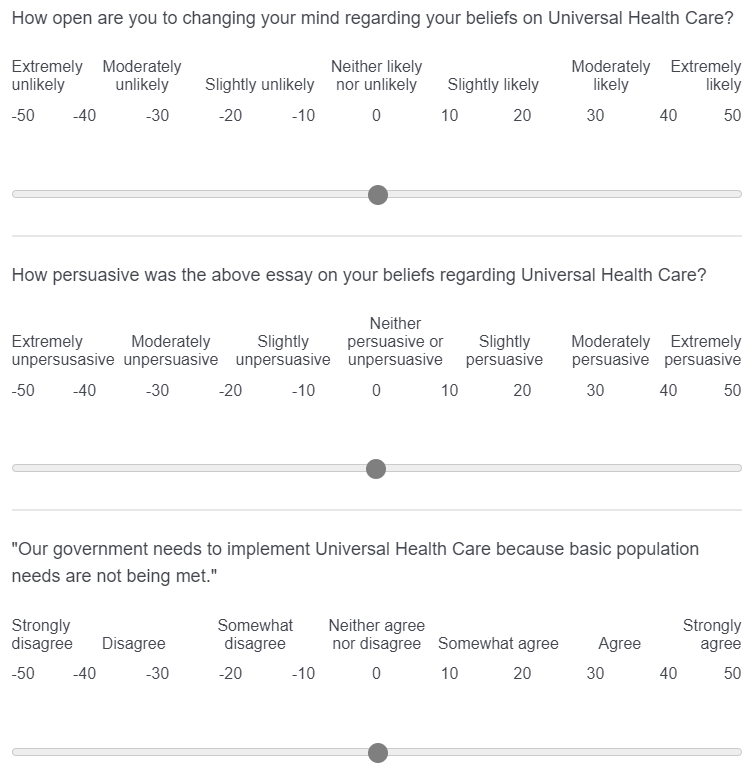 How open are you to changing your mind regarding your beliefs on Universal Health Care?
Extremely unlikely Moderately unlikely Slightly unlikely Neither likely nor unlikely Slightly likely Moderately likely Extremely likely
-50 -40 -30 -20 -10 0 10 20 30 40 50
How persuasive was the above essay on your beliefs regarding Universal Health Care?
Extremely unpersusasive Moderately unpersuasive Slightly unpersuasive Neither persuasive or unpersuasive Slightly persuasive Moderately persuasive Extremely persuasive
-50 -40 -30 -20 -10 0 10 20 30 40 50
"Our government needs to implement Universal Health Care because basic population
needs are not being met."
Strongly disagree Disagree Somewhat disagree Neither agree nor disagree Somewhat agree Agree Strongly agree
-50 -40 -30 -20 -10 0 10 20 30 40 50